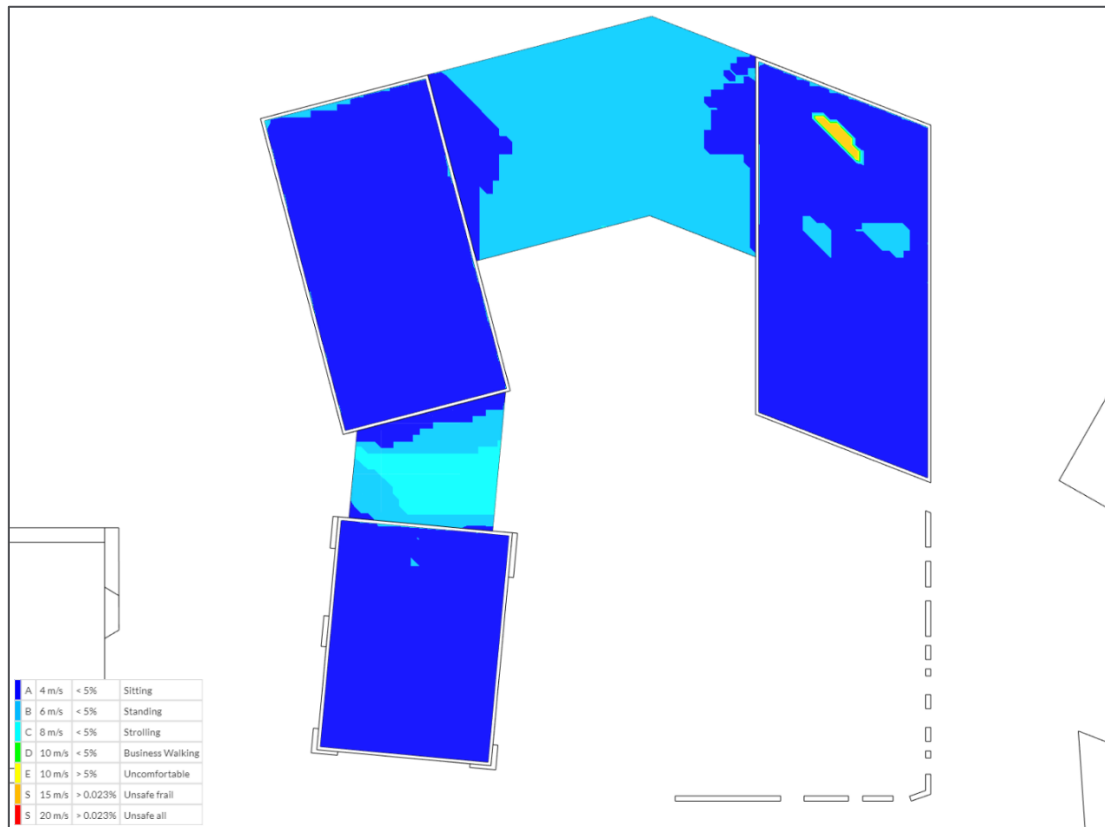 A 4 m/s < 5% Sitting
B 6 m/s < 5% Standing
C 8 m/s < 5% Strolling
D 10 m/s < 5% Business Walking
E 10 m/s > 5% Uncomfortable
S 15 m/s > 0.023% Unsafe frail
S 20 m/s > 0.023% Unsafe all